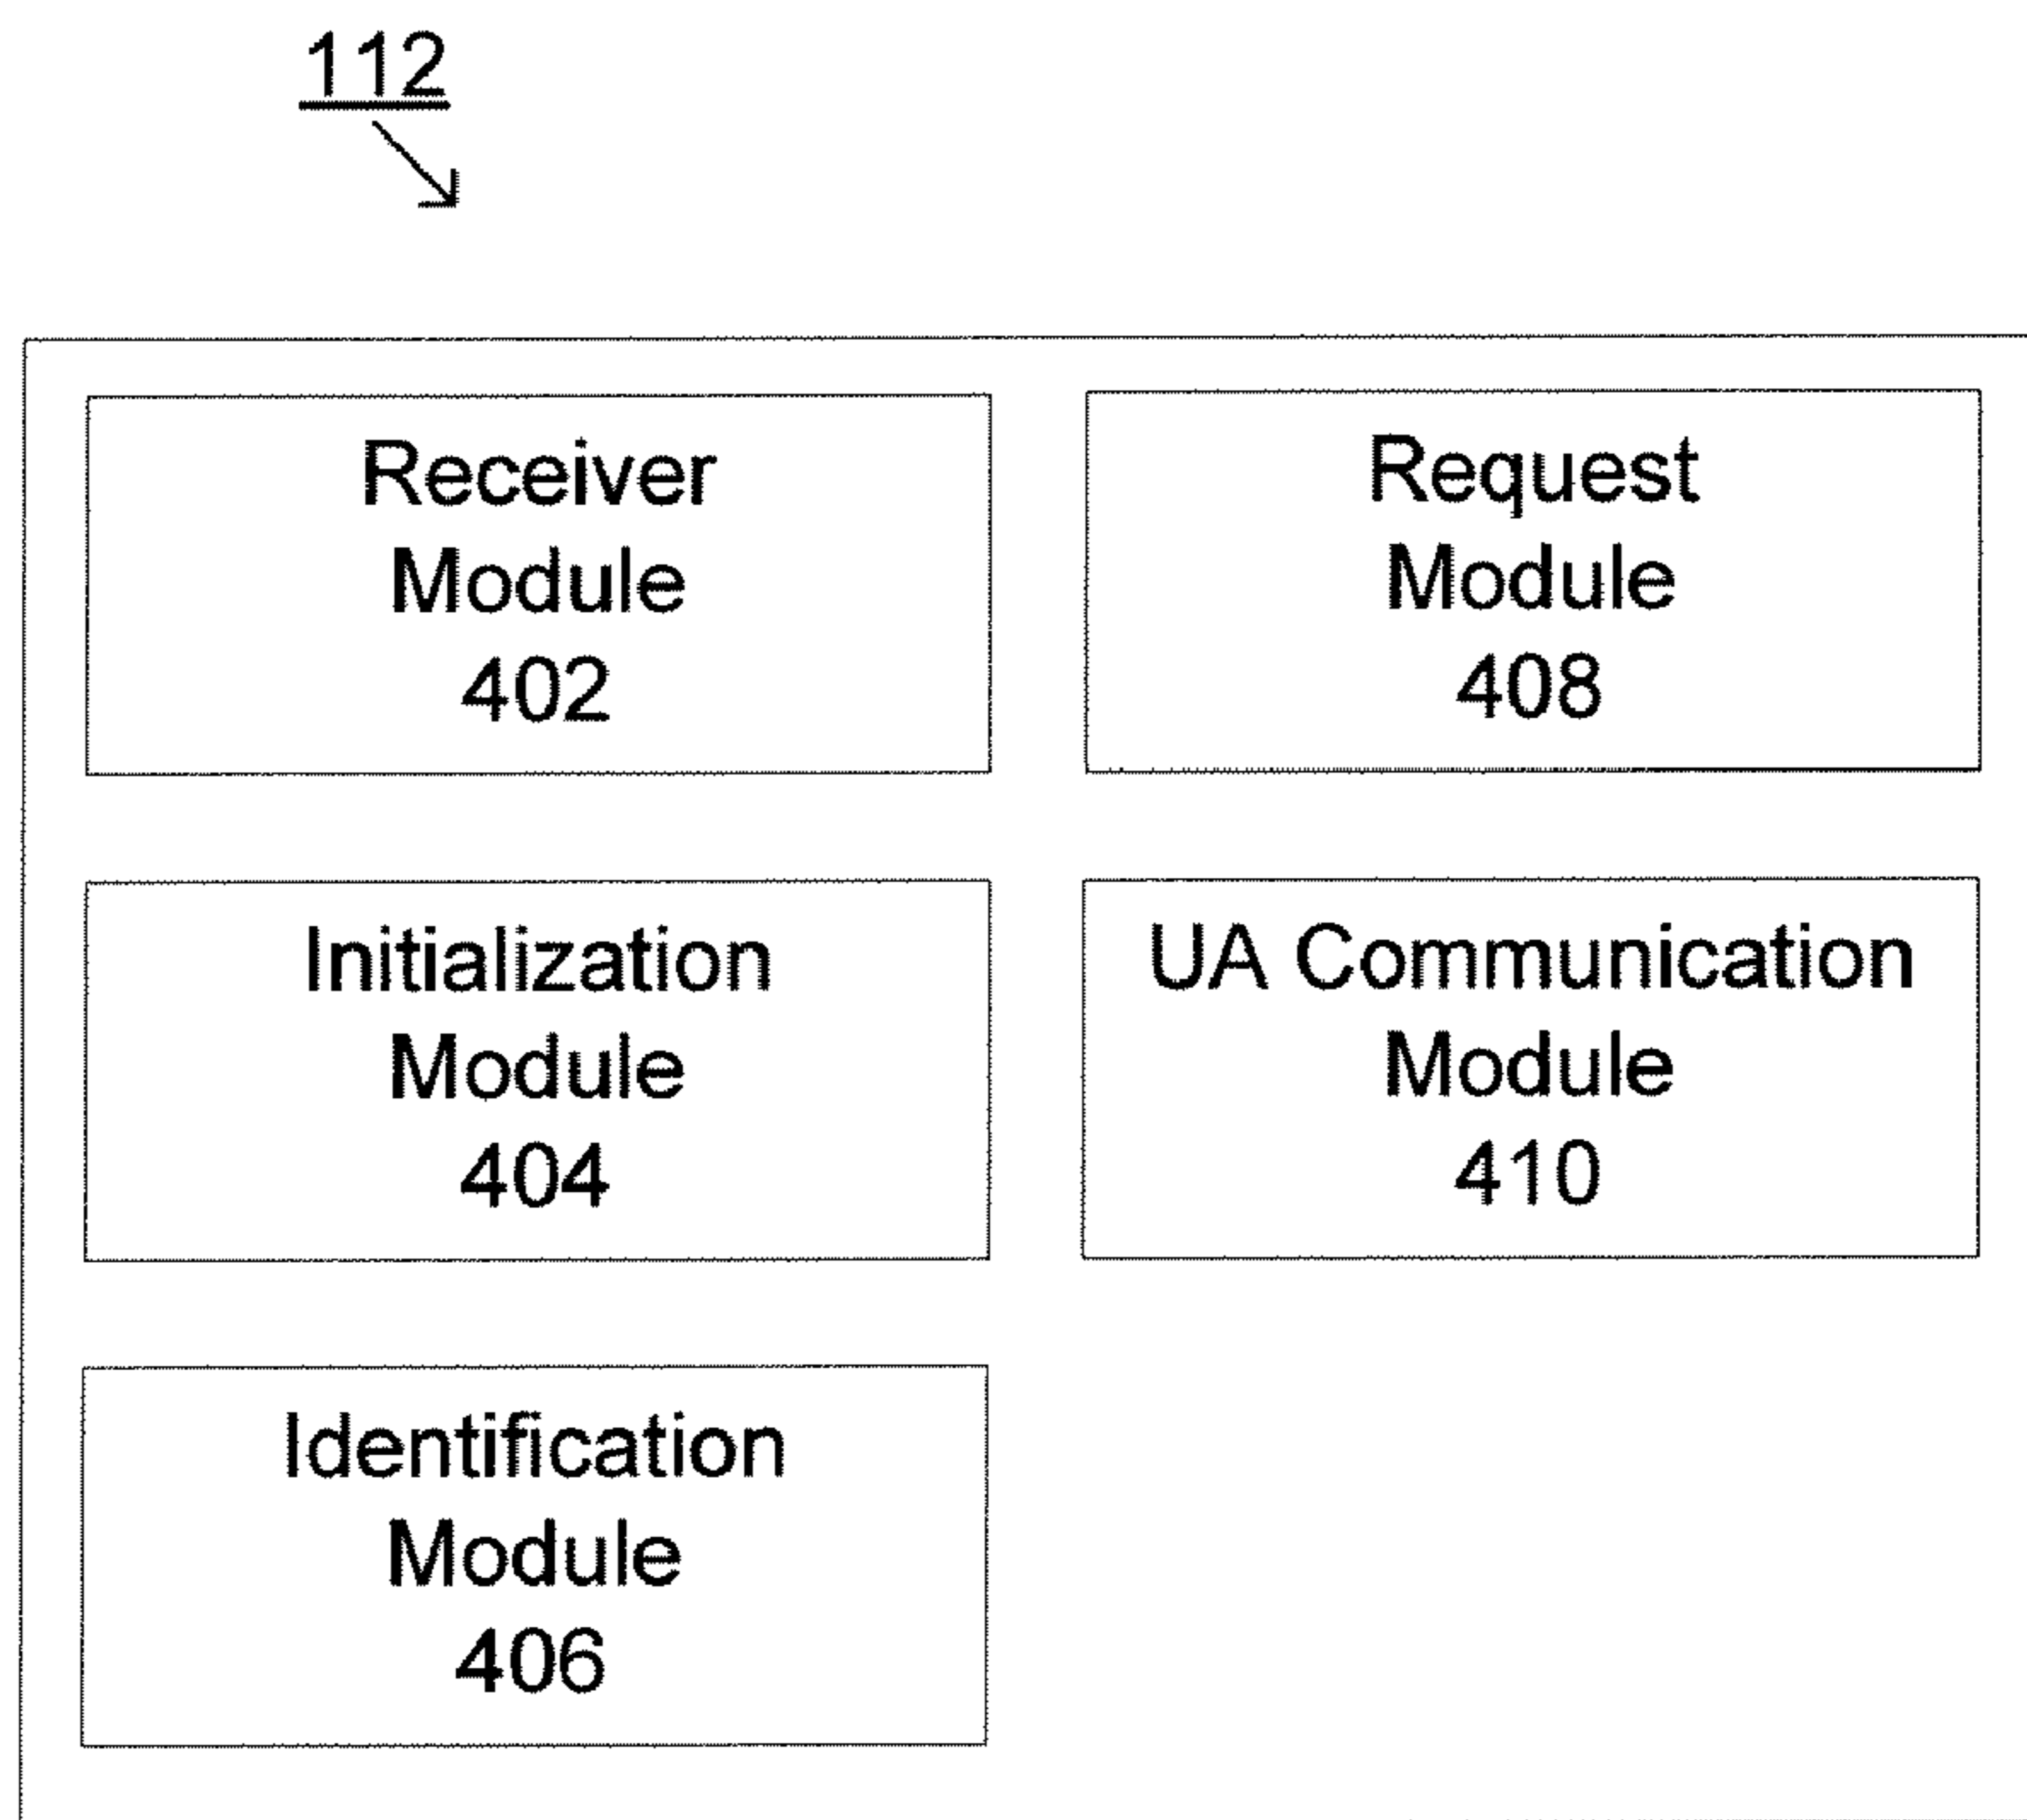 112
Receiver
Module
402
Request
Module
408
Initialization
Module
404
UA Communication
Module
410
Identification
Module
406